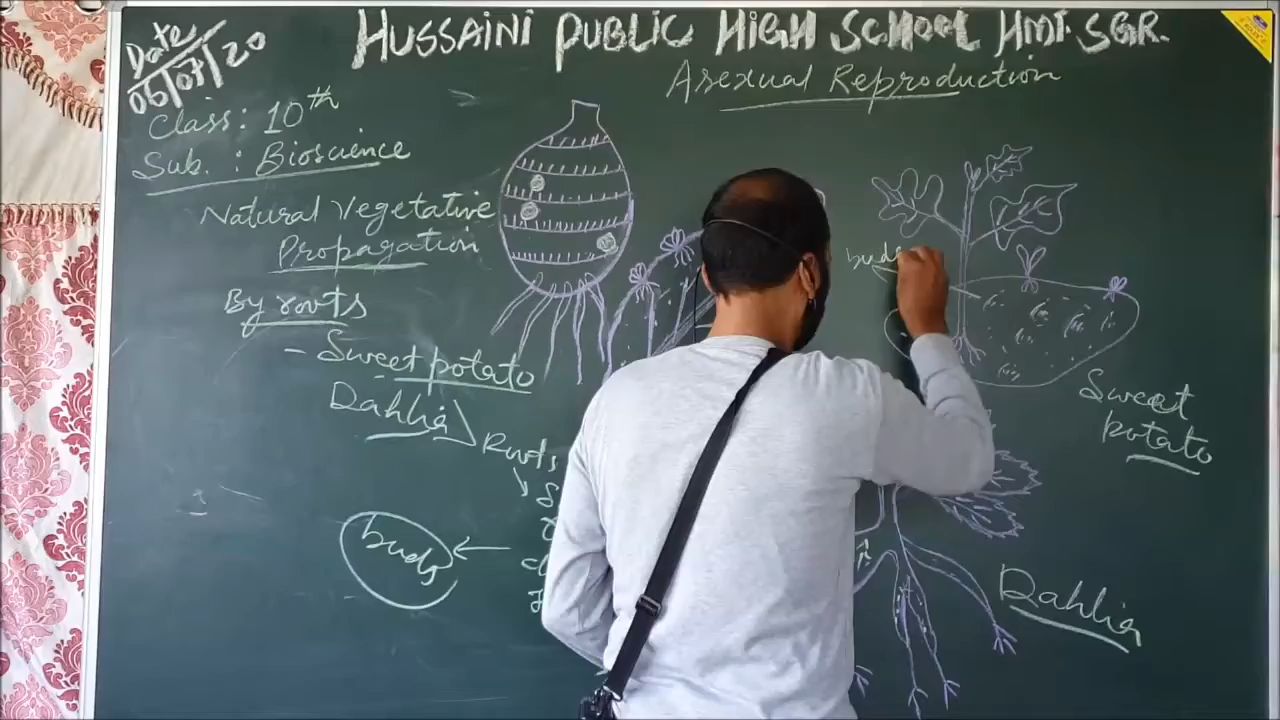 HUSSAINI PUBLIC HIGH SCHOOL HMT. SGR.
Date
06/07/20
Asexual Reproduction
Class: 10th
Sub. : Bioscience
Natural Vegetative
Propagation
By roots
- Sweet potato
Dahlia
Roots
buds
buds
Sweet
potato
Dahlia